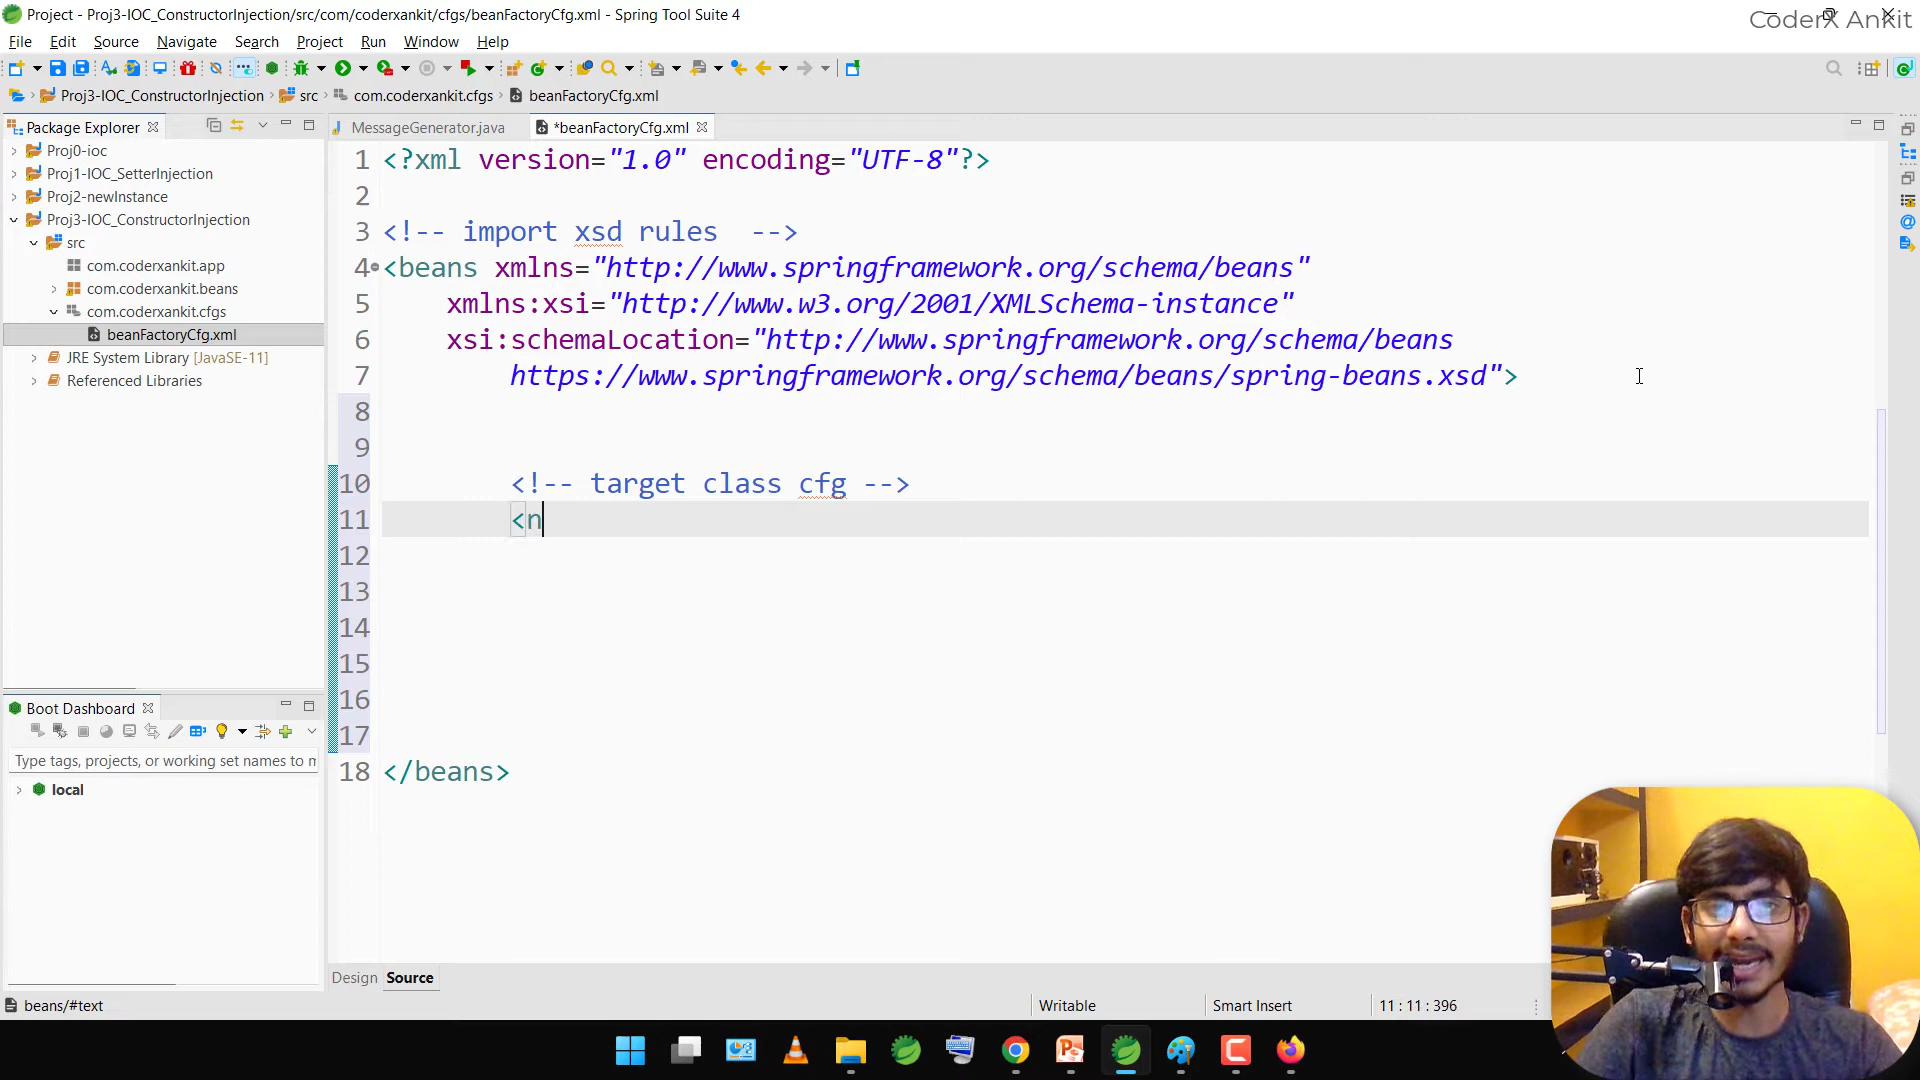 Project - Proj3-IOC_ConstructorInjection/src/com/coderxankit/cfgs/beanFactoryCfg.xml - Spring Tool Suite 4
CoderX Ankit
File Edit Source Navigate Search Project Run Window Help
Proj3-IOC_ConstructorInjection src com.coderxankit.cfgs beanFactoryCfg.xml
Package Explorer
MessageGenerator.java *beanFactoryCfg.xml
Proj0-ioc
Proj1-IOC_SetterInjection
Proj2-newInstance
Proj3-IOC_ConstructorInjection
src
com.coderxankit.app
com.coderxankit.beans
com.coderxankit.cfgs
beanFactoryCfg.xml
JRE System Library [JavaSE-11]
Referenced Libraries
1 <?xml version="1.0" encoding="UTF-8"?>
2
3 <!-- import xsd rules  -->
4 <beans xmlns="http://www.springframework.org/schema/beans"
5 xmlns:xsi="http://www.w3.org/2001/XMLSchema-instance"
6 xsi:schemaLocation="http://www.springframework.org/schema/beans
7 https://www.springframework.org/schema/beans/spring-beans.xsd">
8
9
10 <!-- target class cfg -->
11 <n
12
13
14
15
16
17
18 </beans>
Boot Dashboard
Type tags, projects, or working set names to m
local
Design Source
beans/#text Writable Smart Insert 11 : 11 : 396